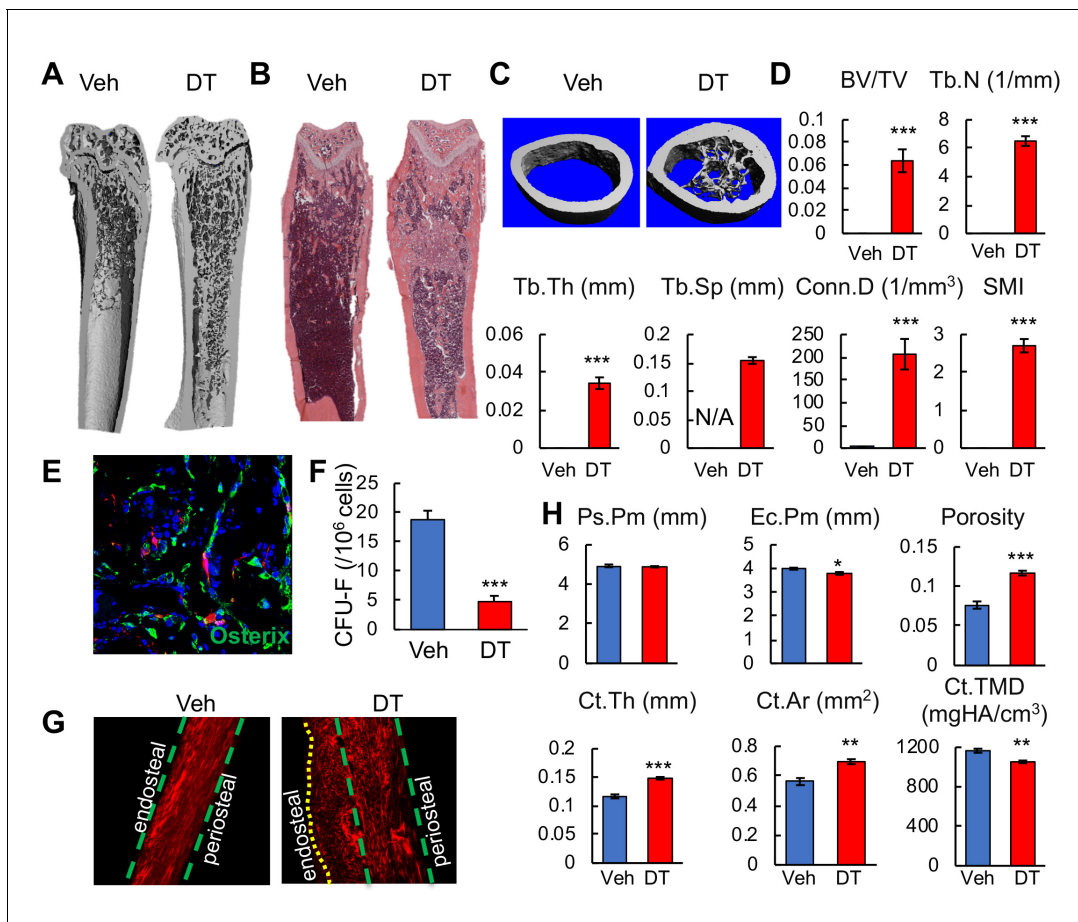 A
Veh
DT
B
Veh
DT
C
Veh
DT
D
BV/TV
0.1
0.08
0.06
0.04
0.02
0
***
Veh DT
Tb.N (1/mm)
8
6
4
2
0
***
Veh DT
Tb.Th (mm)
0.06
0.04
0.02
0
***
Veh DT
Tb.Sp (mm)
0.2
0.15
0.1
0.05
0
N/A
Veh DT
Conn.D (1/mm³)
250
200
150
100
50
0
***
Veh DT
SMI
3
2
1
0
***
Veh DT
E
Osterix
F
CFU-F (/10⁶ cells)
25
20
15
10
5
0
***
Veh DT
G
Veh
endosteal
periosteal
DT
endosteal
periosteal
H
Ps.Pm (mm)
6
4
2
0
Ec.Pm (mm)
5
4
3
2
1
0
*
Porosity
0.15
0.1
0.05
0
***
Ct.Th (mm)
0.2
0.15
0.1
0.05
0
***
Veh DT
Ct.Ar (mm²)
0.8
0.6
0.4
0.2
0
**
Veh DT
Ct.TMD
(mgHA/cm³)
1200
900
600
300
0
**
Veh DT